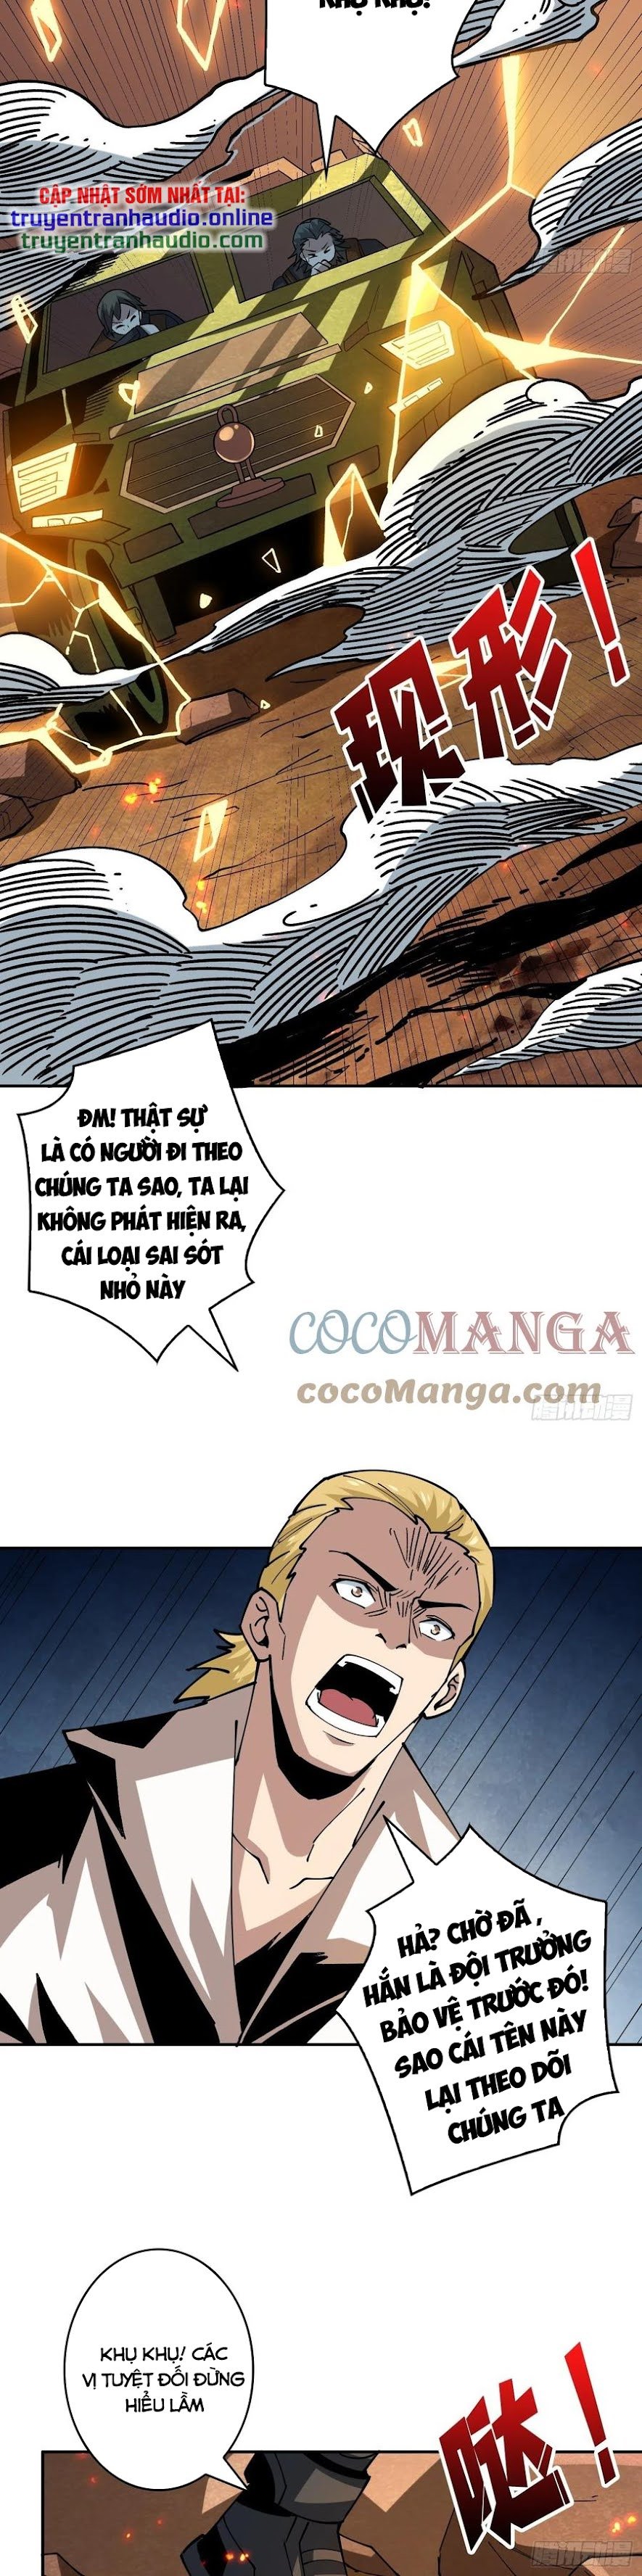 KHỤ KHỤ!
CẬP NHẬT SỚM NHẤT TẠI:
truyentranhaudio.online
truyentranhaudio.com
现形!
ĐM! THẬT SỰ
LÀ CÓ NGƯỜI ĐI THEO
CHÚNG TA SAO, TA LẠI
KHÔNG PHÁT HIỆN RA,
CÁI LOẠI SAI SÓT
NHỎ NÀY
COCOMANGA
cocoManga.com
HẢ? CHỜ ĐÃ,
HẮN LÀ ĐỘI TRƯỞNG
BẢO VỆ TRƯỚC ĐÓ!
SAO CÁI TÊN NÀY
LẠI THEO DÕI
CHÚNG TA
KHỤ KHỤ! CÁC
VỊ TUYỆT ĐỐI ĐỪNG
HIỂU LẦM
哒!